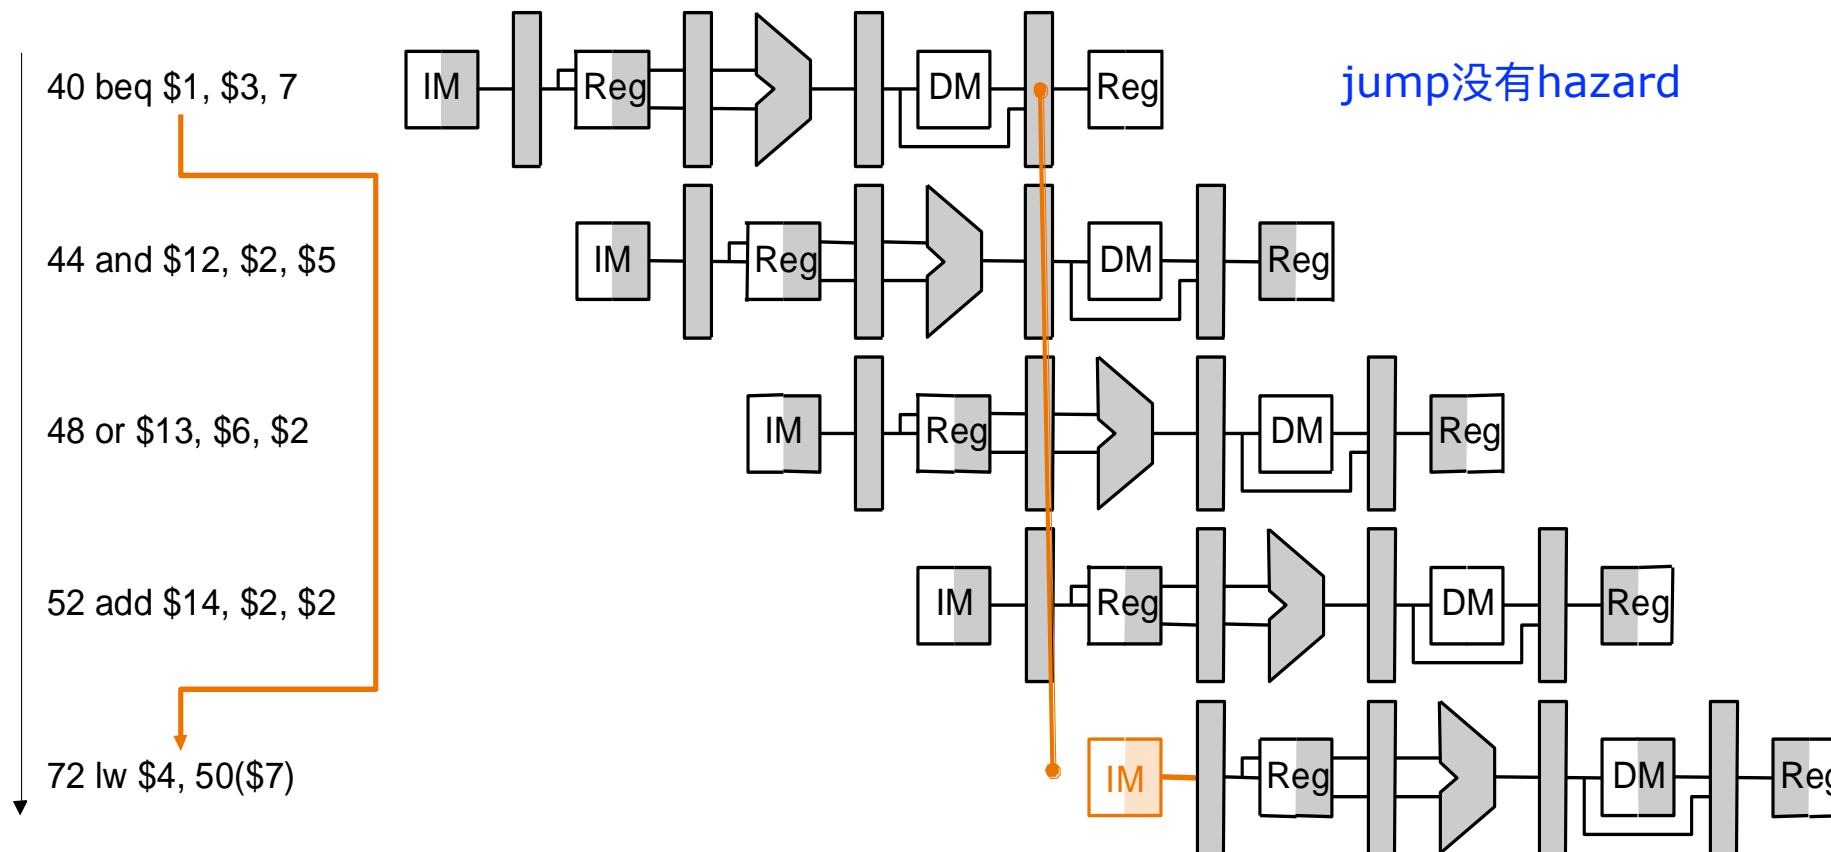 40 beq $1, $3, 7
IM Reg DM Reg
jump没有hazard
44 and $12, $2, $5
IM Reg DM Reg
48 or $13, $6, $2
IM Reg DM Reg
52 add $14, $2, $2
IM Reg DM Reg
72 lw $4, 50($7)
IM Reg DM Reg